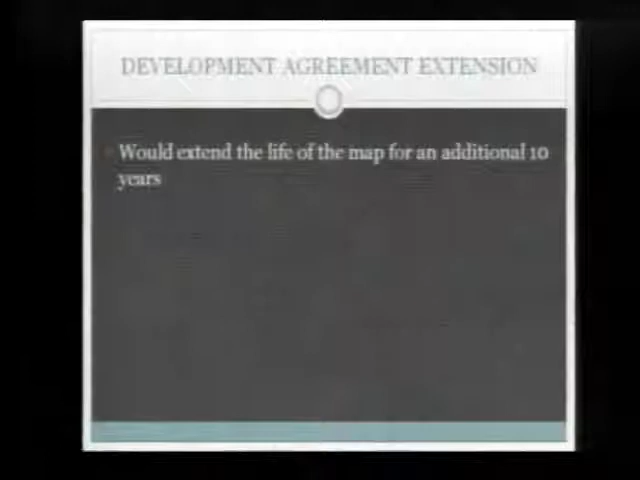 DEVELOPMENT AGREEMENT EXTENSION
Would extend the life of the map for an additional 10
years